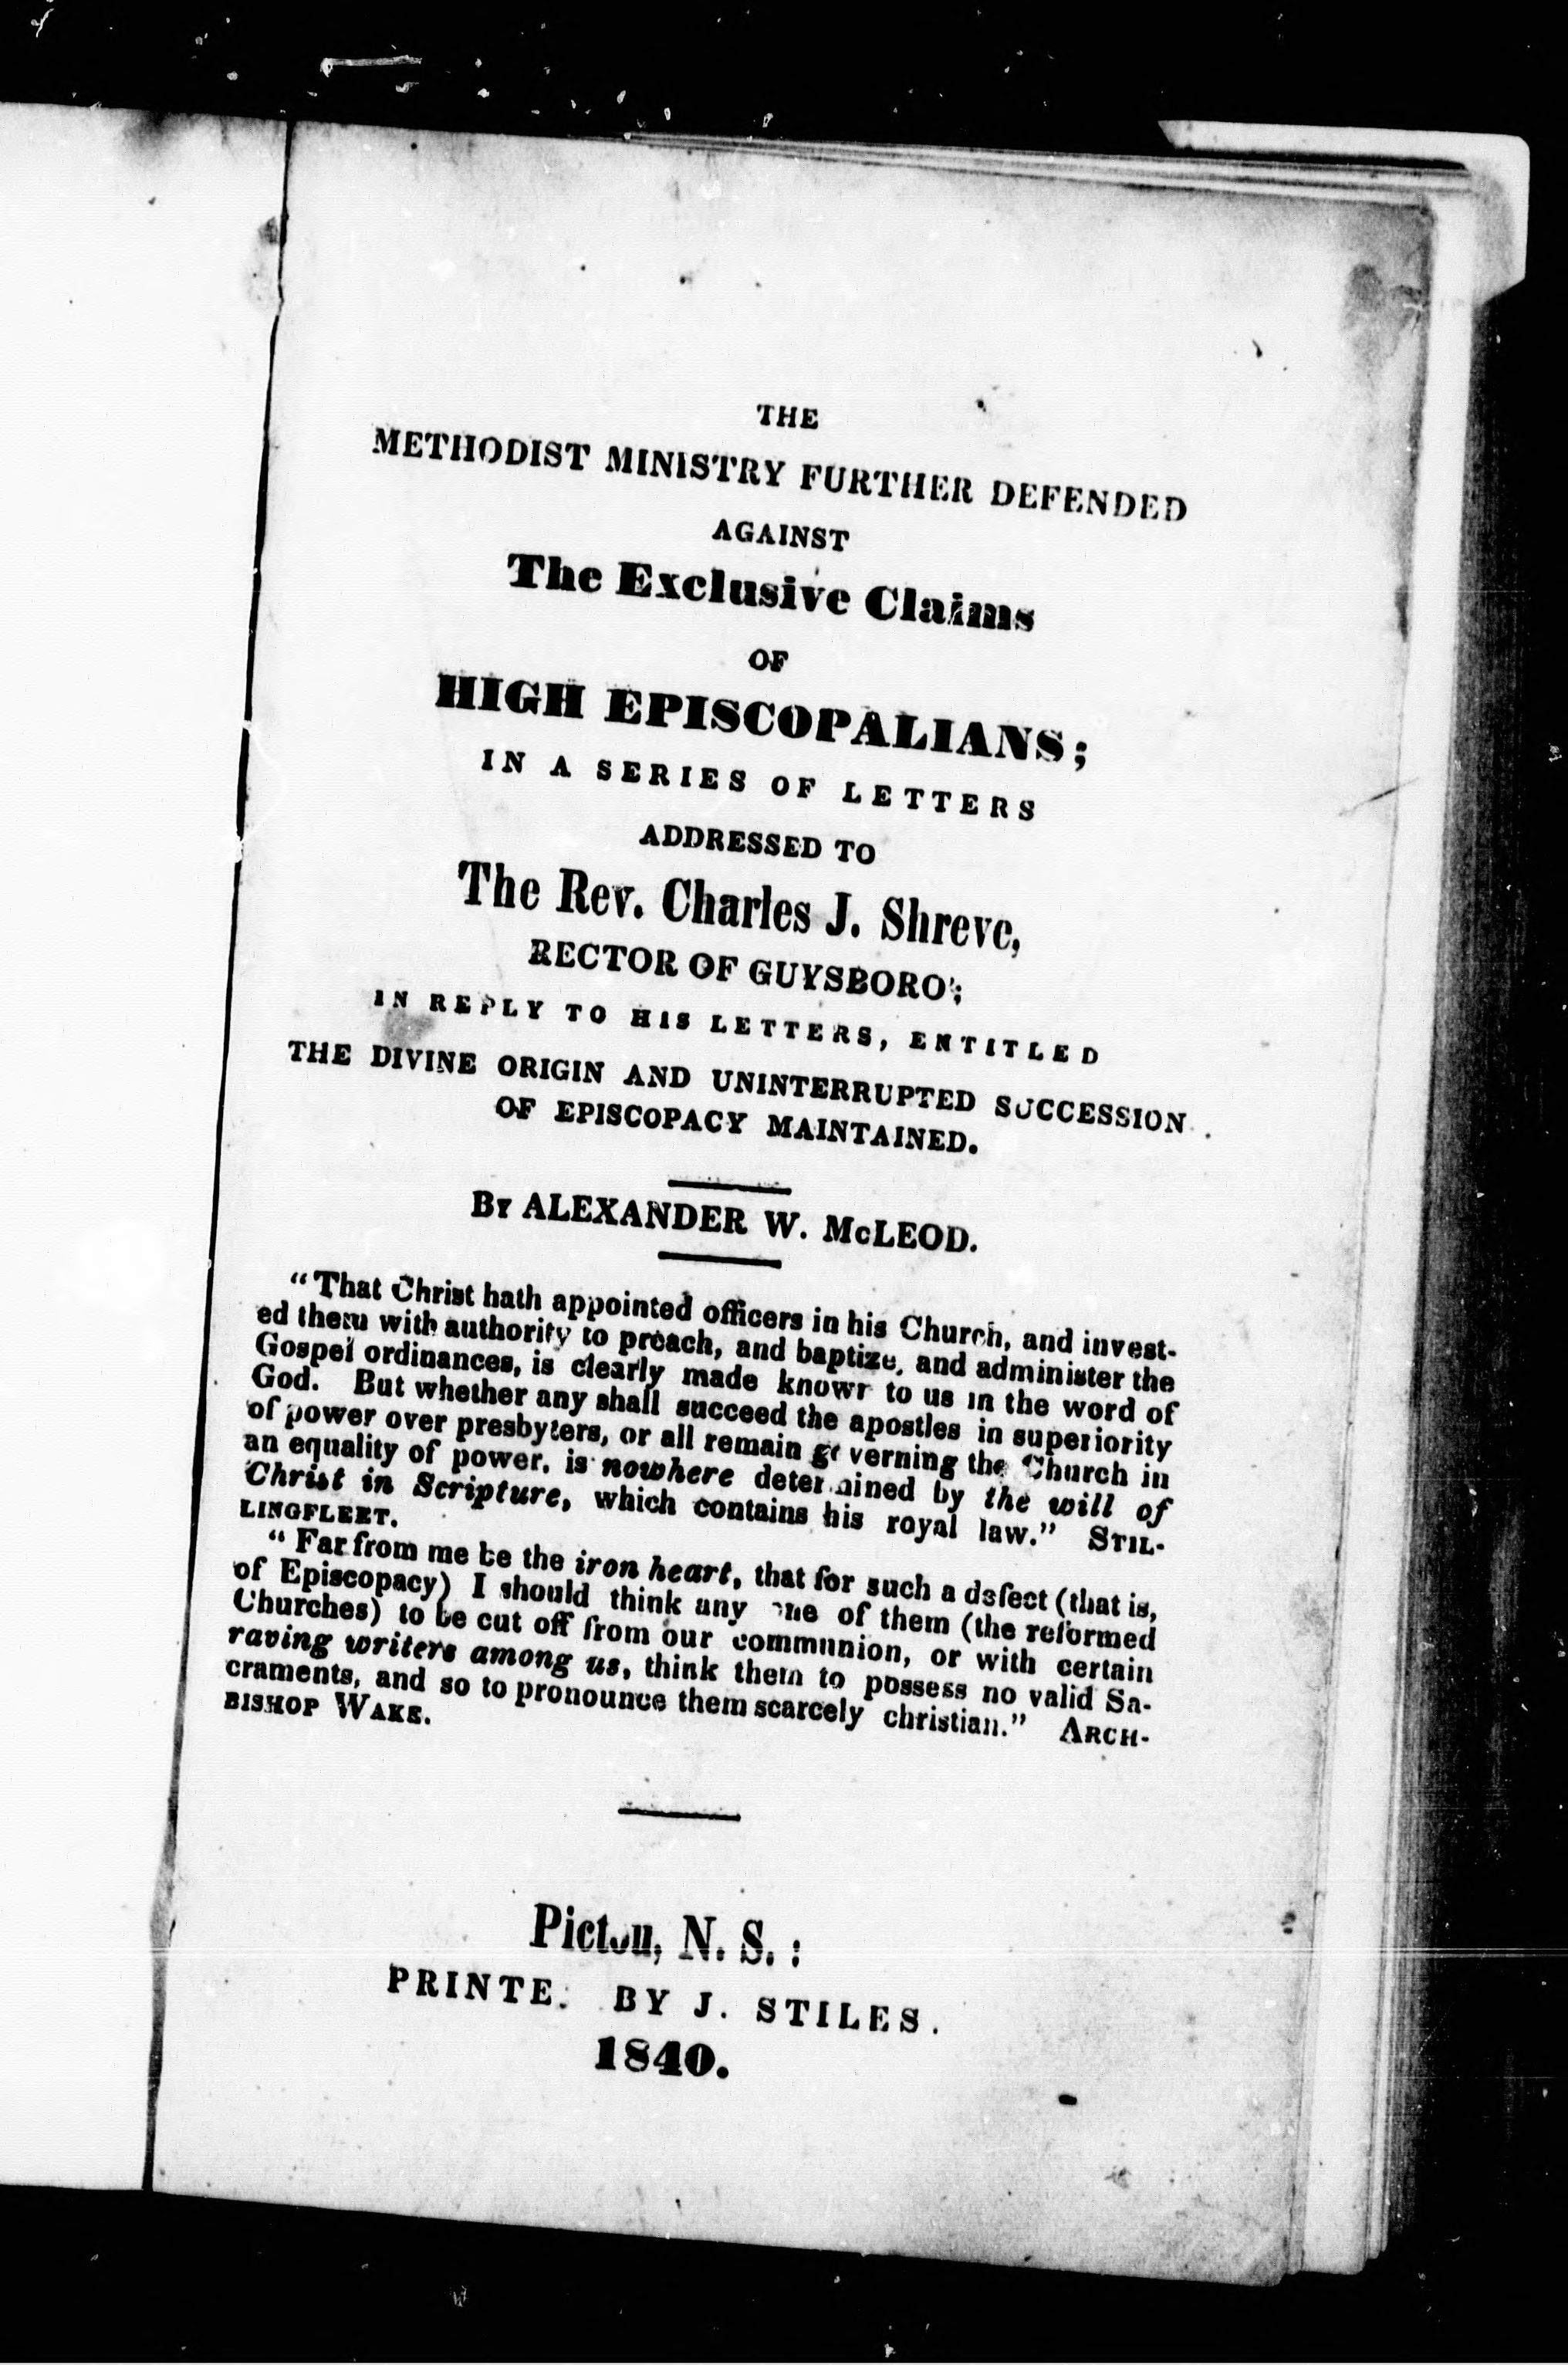 THE
METHODIST MINISTRY FURTHER DEFENDED
AGAINST
The Exclusive Claims
OF
HIGH EPISCOPALIANS;
IN A SERIES OF LETTERS
ADDRESSED TO
The Rev. Charles J. Shreve,
RECTOR OF GUYSBORO';
IN REPLY TO HIS LETTERS, ENTITLED
THE DIVINE ORIGIN AND UNINTERRUPTED SUCCESSION
OF EPISCOPACY MAINTAINED.
By ALEXANDER W. McLEOD.
"That Christ hath appointed officers in his Church, and invest-
ed them with authority to preach, and baptize, and administer the
Gospel ordinances, is clearly made known to us in the word of
God. But whether any shall succeed the apostles in superiority
of power over presbyters, or all remain governing the Church in
an equality of power, is nowhere determined by the will of
Christ in Scripture, which contains his royal law." STIL-
LINGFLEET.
"Far from me be the iron heart, that for such a dsfect (that is,
of Episcopacy) I should think any one of them (the reformed
Churches) to be cut off from our communion, or with certain
raving writers among us, think them to possess no valid Sa-
craments, and so to pronounce them scarcely christian." ARCH-
BISHOP WAKE.
Pictou, N. S. :
PRINTE. BY J. STILES.
1840.